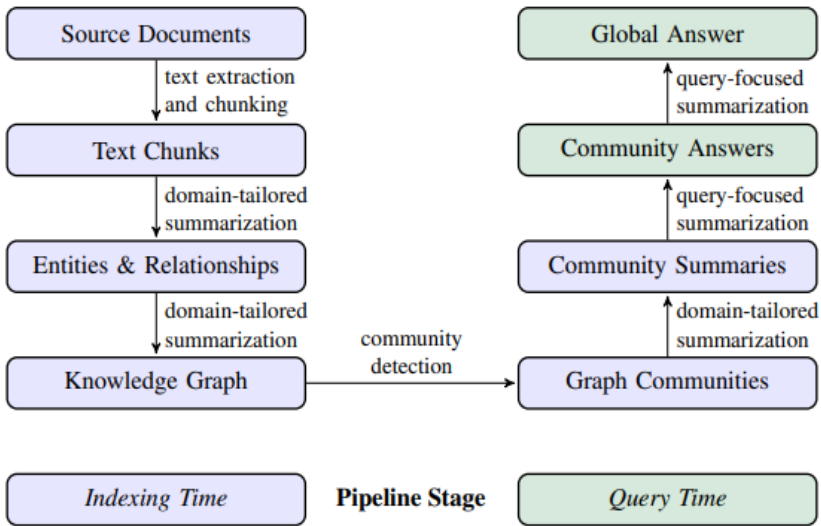 Source Documents
text extraction
and chunking
Text Chunks
domain-tailored
summarization
Entities & Relationships
domain-tailored
summarization
Knowledge Graph
community
detection
Graph Communities
domain-tailored
summarization
Community Summaries
query-focused
summarization
Community Answers
query-focused
summarization
Global Answer
Indexing Time
Pipeline Stage
Query Time